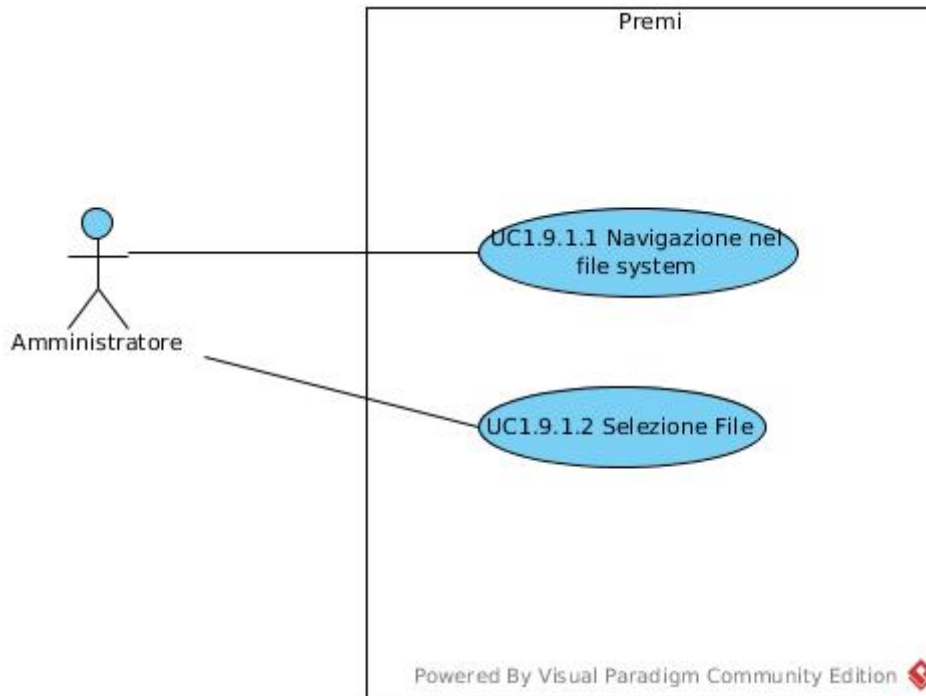 Premi
UC1.9.1.1 Navigazione nel
file system
Amministratore
UC1.9.1.2 Selezione File
Powered By Visual Paradigm Community Edition